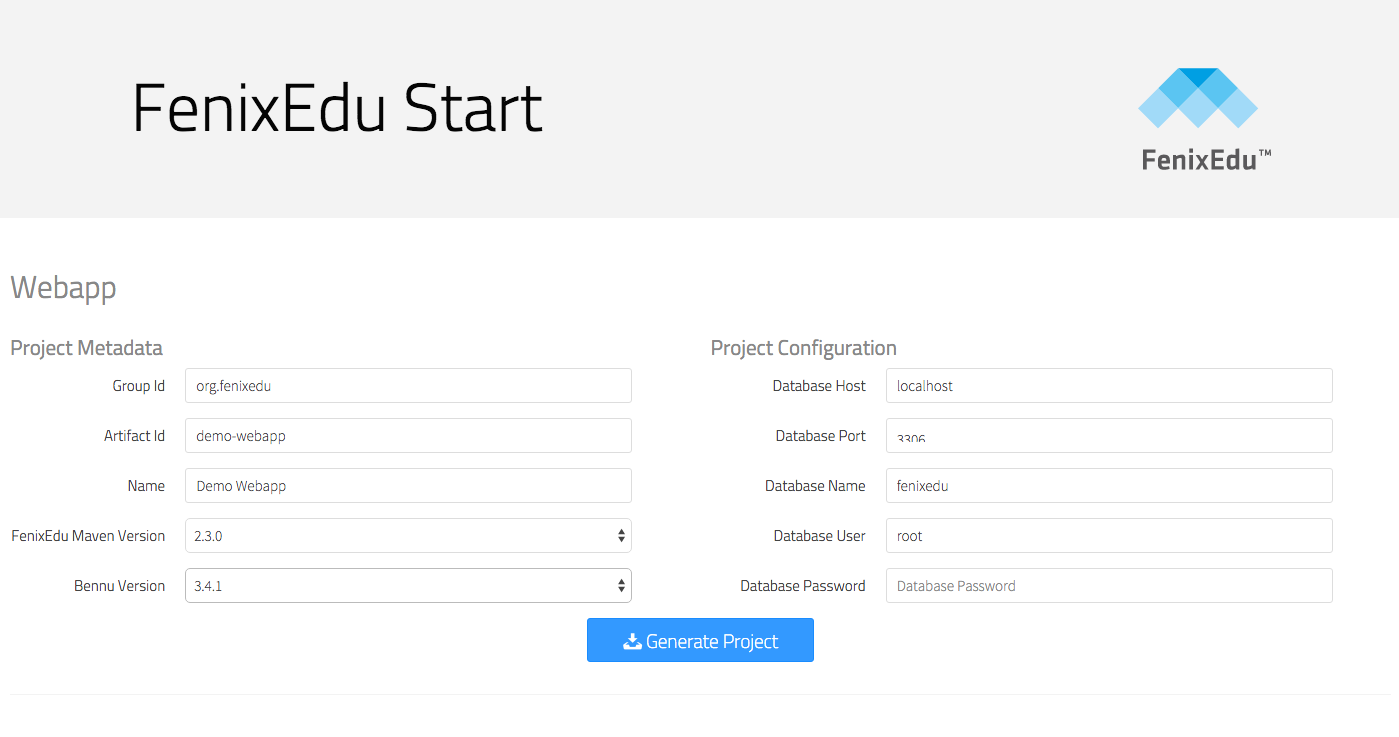 FenixEdu Start
FenixEdu™
Webapp
Project Metadata
Group Id org.fenixedu
Artifact Id demo-webapp
Name Demo Webapp
FenixEdu Maven Version 2.3.0
Bennu Version 3.4.1
Project Configuration
Database Host localhost
Database Port 3306
Database Name fenixedu
Database User root
Database Password Database Password
Generate Project